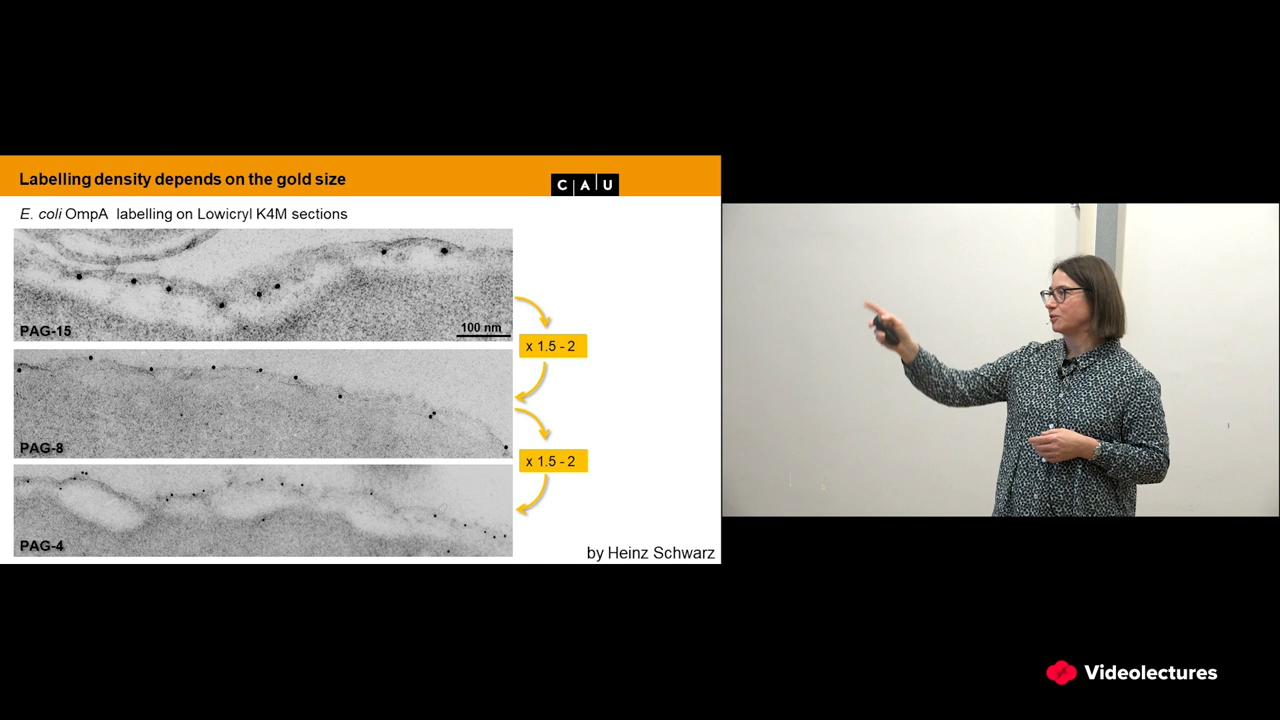 Labelling density depends on the gold size
C A U
E. coli OmpA labelling on Lowicryl K4M sections
PAG-15
100 nm
x 1.5 - 2
PAG-8
x 1.5 - 2
PAG-4
by Heinz Schwarz
Videolectures